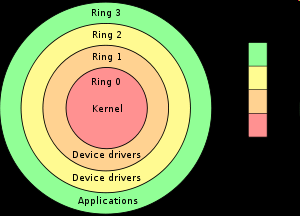 Ring 3
Ring 2
Ring 1
Ring 0
Kernel
Device drivers
Device drivers
Applications